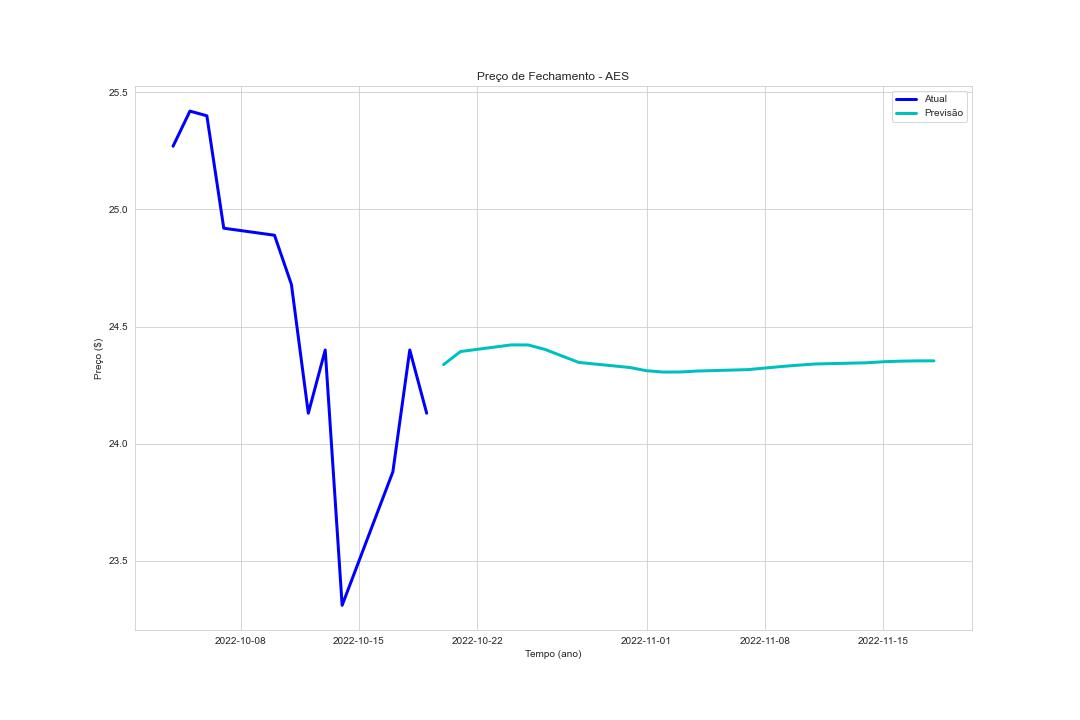 Preço de Fechamento - AES
Atual
Previsão
25.5
25.0
24.5
24.0
23.5
Preço ($)
2022-10-08
2022-10-15
2022-10-22
2022-11-01
2022-11-08
2022-11-15
Tempo (ano)